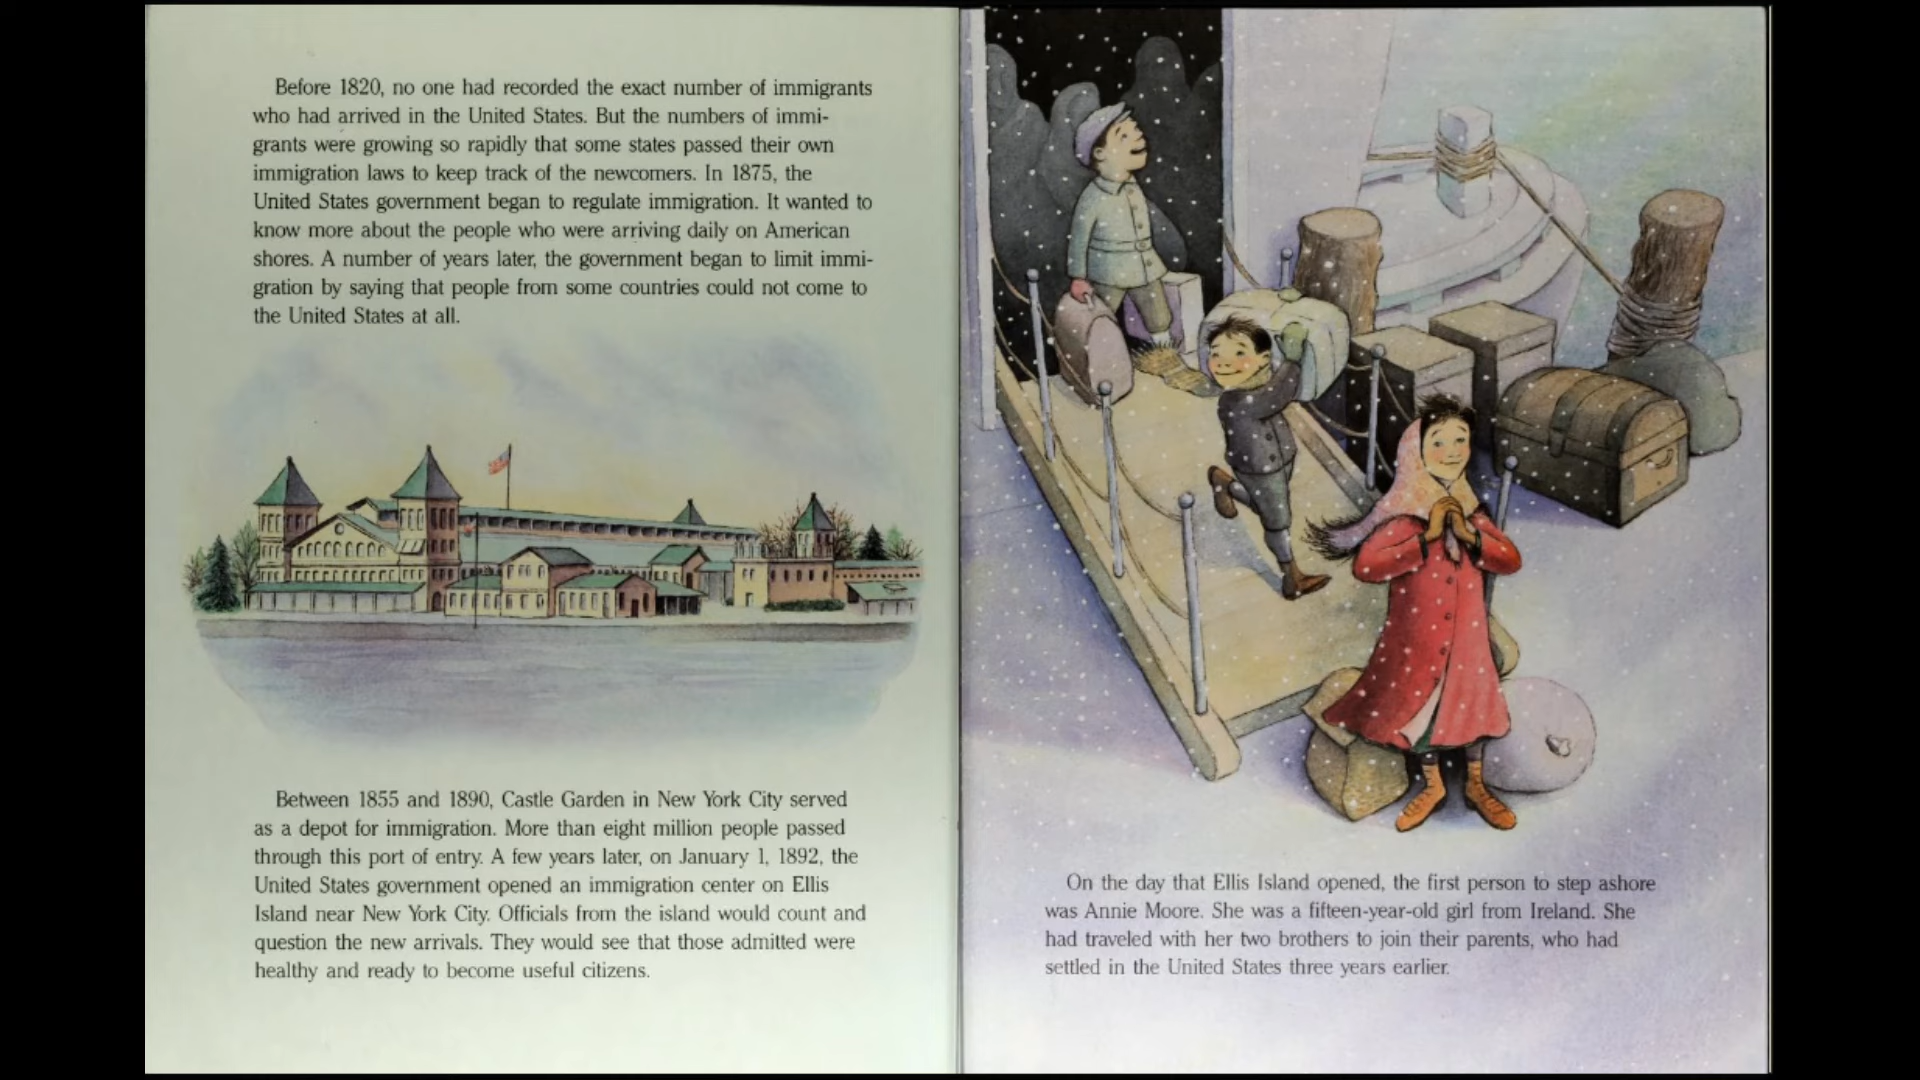 Before 1820, no one had recorded the exact number of immigrants
who had arrived in the United States. But the numbers of immi-
grants were growing so rapidly that some states passed their own
immigration laws to keep track of the newcomers. In 1875, the
United States government began to regulate immigration. It wanted to
know more about the people who were arriving daily on American
shores. A number of years later, the government began to limit immi-
gration by saying that people from some countries could not come to
the United States at all.
Between 1855 and 1890, Castle Garden in New York City served
as a depot for immigration. More than eight million people passed
through this port of entry. A few years later, on January 1, 1892, the
United States government opened an immigration center on Ellis
Island near New York City. Officials from the island would count and
question the new arrivals. They would see that those admitted were
healthy and ready to become useful citizens.
On the day that Ellis Island opened, the first person to step ashore
was Annie Moore. She was a fifteen-year-old girl from Ireland. She
had traveled with her two brothers to join their parents, who had
settled in the United States three years earlier.